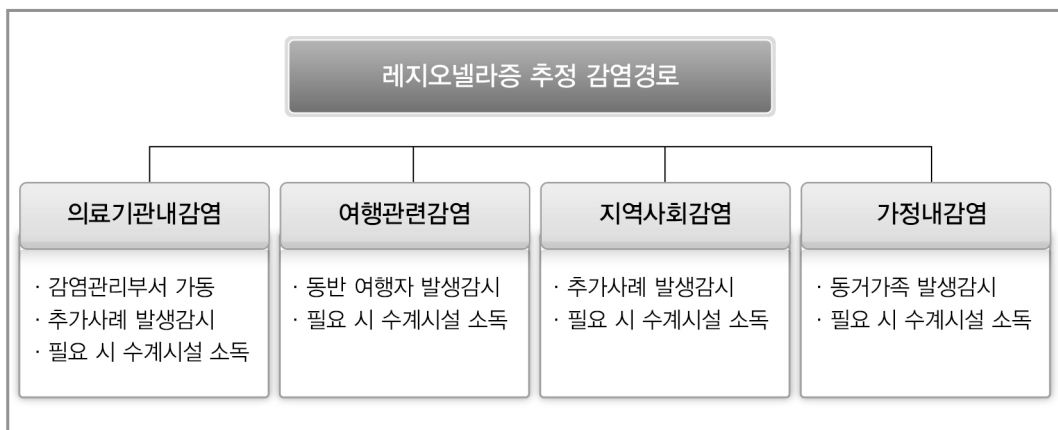 레지오넬라증 추정 감염경로
의료기관내감염
· 감염관리부서 가동
· 추가사례 발생감시
· 필요 시 수계시설 소독
여행관련감염
· 동반 여행자 발생감시
· 필요 시 수계시설 소독
지역사회감염
· 추가사례 발생감시
· 필요 시 수계시설 소독
가정내감염
· 동거가족 발생감시
· 필요 시 수계시설 소독